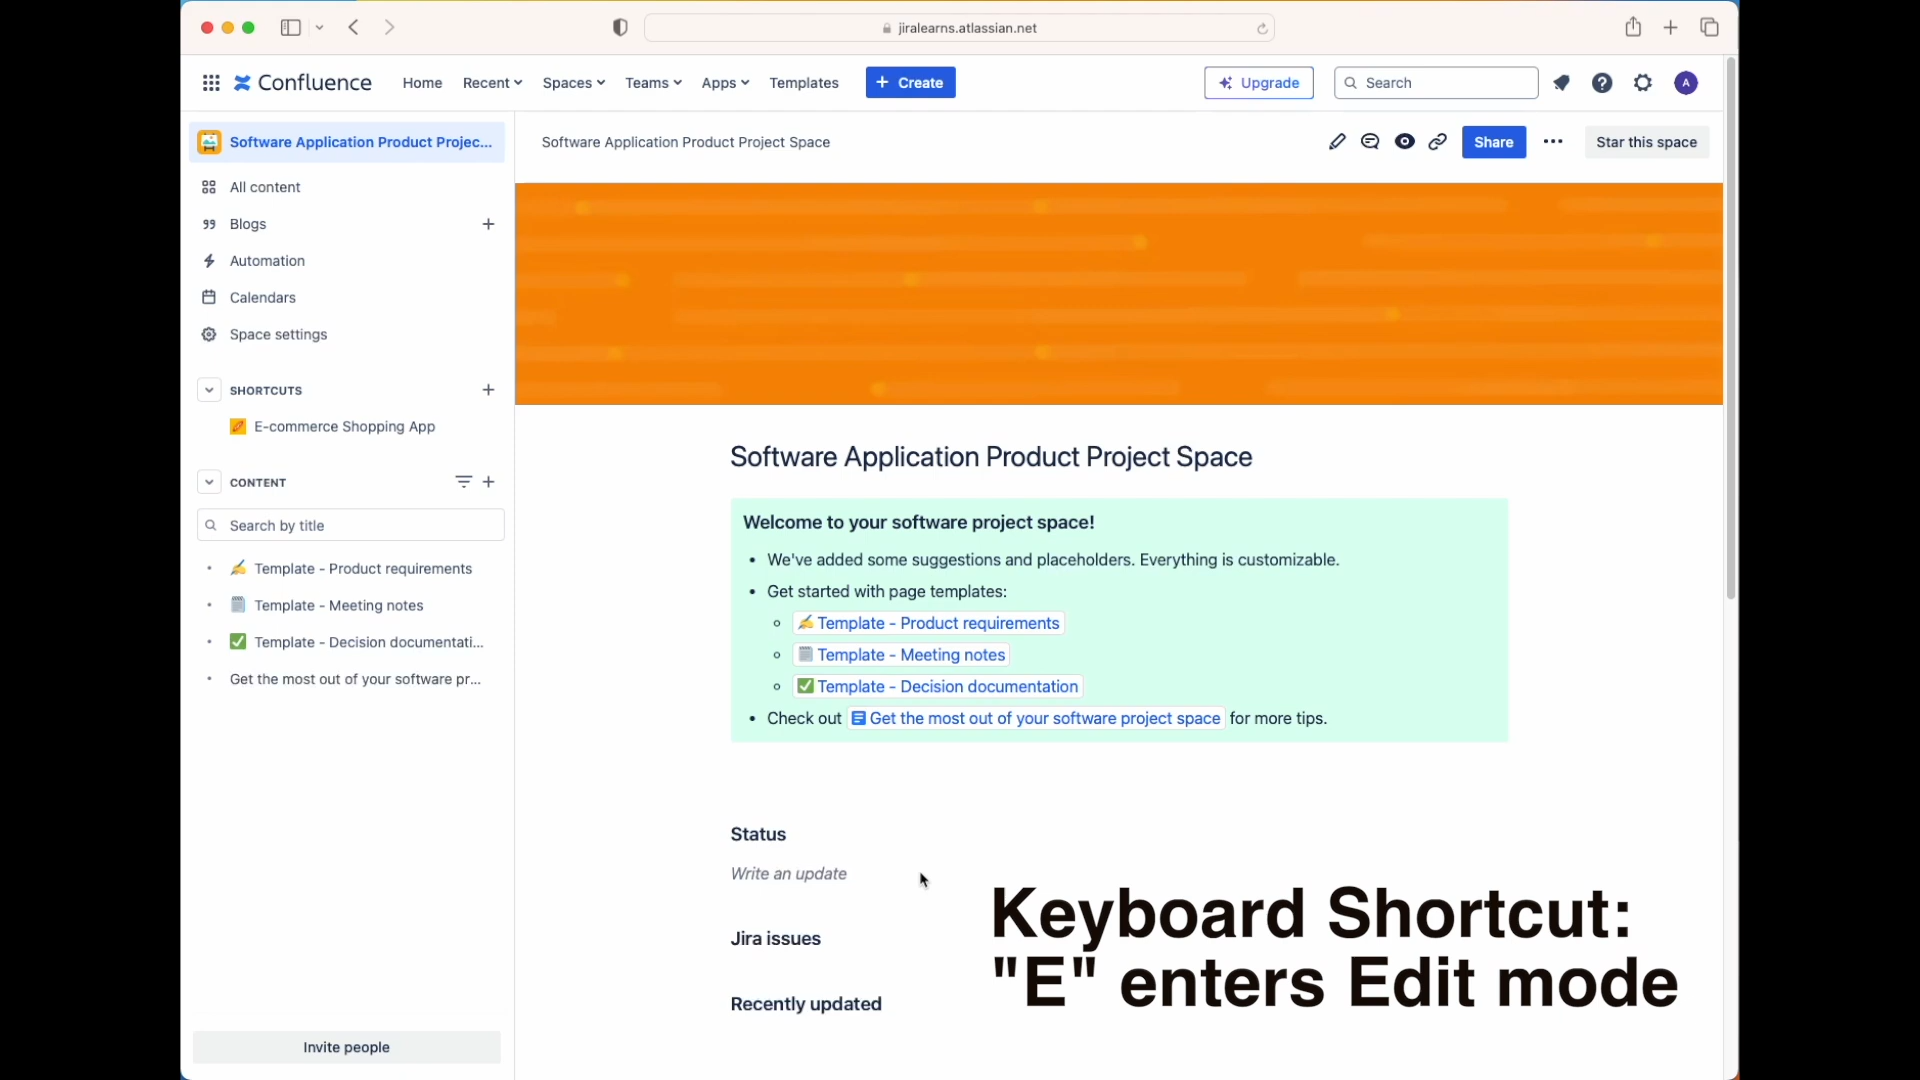 jiralearns.atlassian.net
Confluence
Home
Recent
Spaces
Teams
Apps
Templates
+ Create
Upgrade
Search
A
Software Application Product Projec...
All content
Blogs
Automation
Calendars
Space settings
SHORTCUTS
E-commerce Shopping App
CONTENT
Search by title
Template - Product requirements
Template - Meeting notes
Template - Decision documentati...
Get the most out of your software pr...
Invite people
Software Application Product Project Space
Share
Star this space
Software Application Product Project Space
Welcome to your software project space!
We've added some suggestions and placeholders. Everything is customizable.
Get started with page templates:
Template - Product requirements
Template - Meeting notes
Template - Decision documentation
Check out Get the most out of your software project space for more tips.
Status
Write an update
Jira issues
Recently updated
Keyboard Shortcut:
"E" enters Edit mode